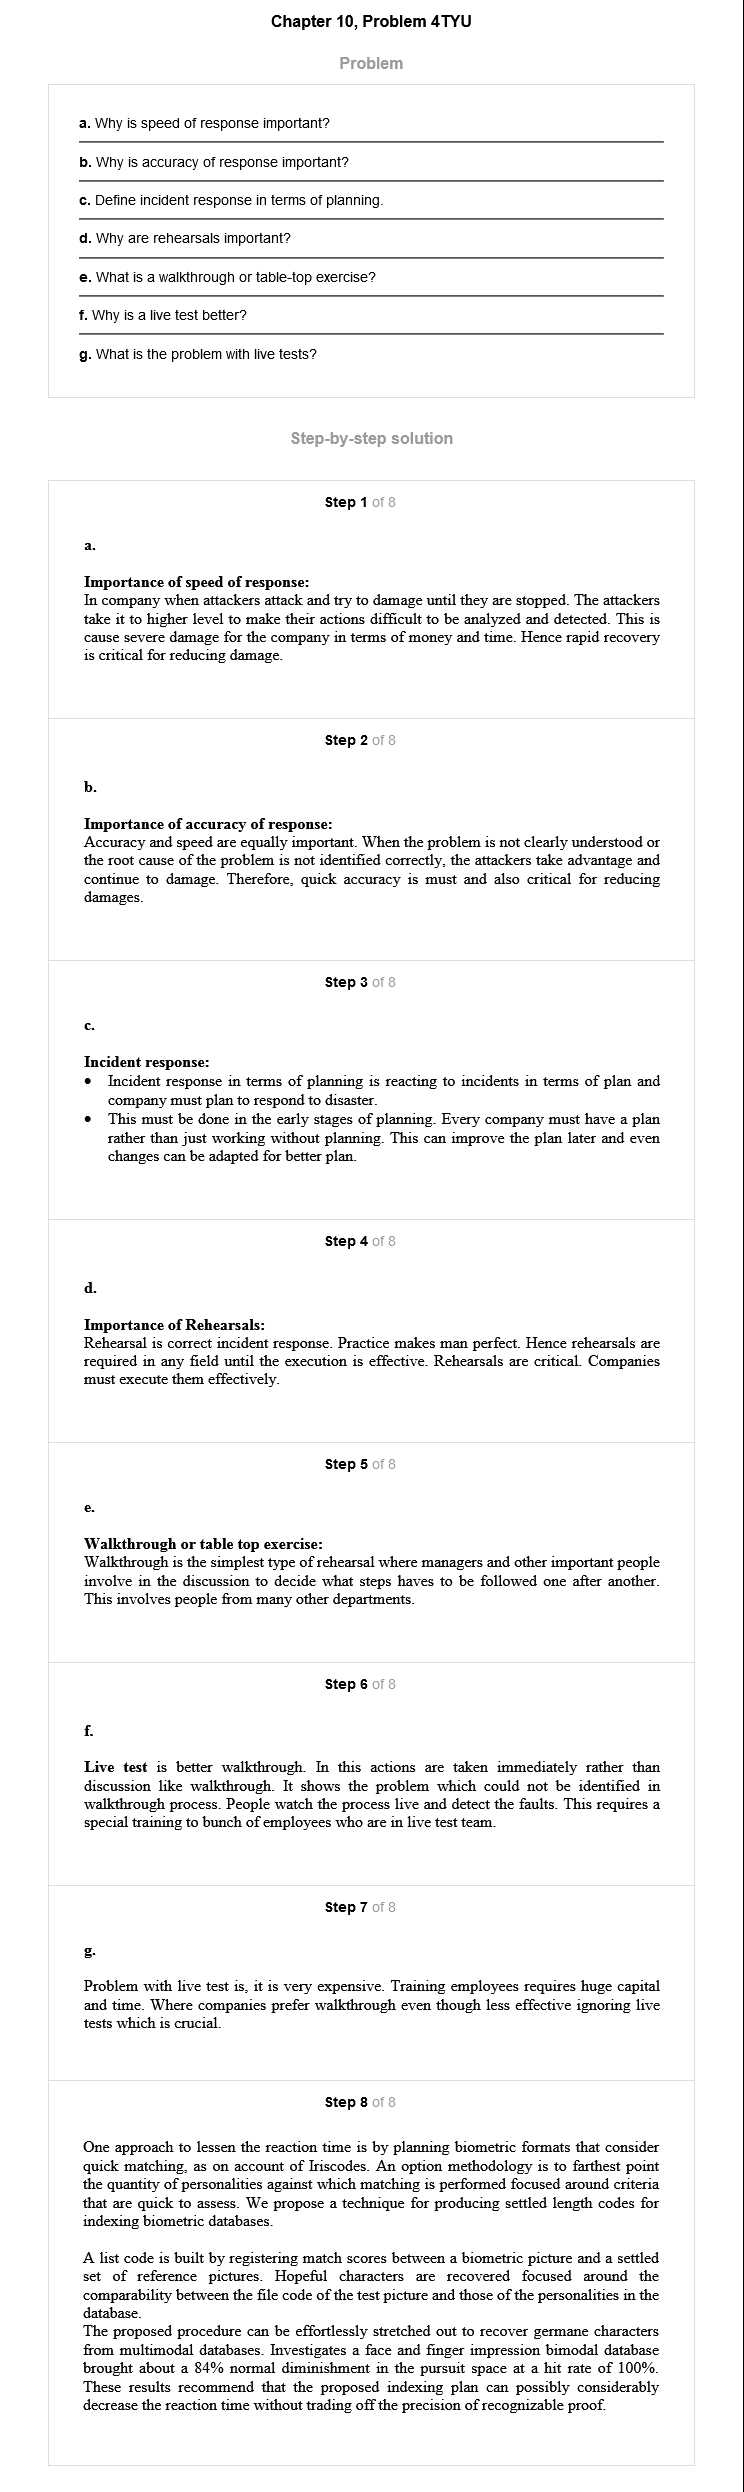 Chapter 10, Problem 4TYU
Problem
a. Why is speed of response important?
b. Why is accuracy of response important?
c. Define incident response in terms of planning.
d. Why are rehearsals important?
e. What is a walkthrough or table-top exercise?
f. Why is a live test better?
g. What is the problem with live tests?
Step-by-step solution
Step 1 of 8
a.
Importance of speed of response:
In company when attackers attack and try to damage until they are stopped. The attackers
take it to higher level to make their actions difficult to be analyzed and detected. This is
cause severe damage for the company in terms of money and time. Hence rapid recovery
is critical for reducing damage.
Step 2 of 8
b.
Importance of accuracy of response:
Accuracy and speed are equally important. When the problem is not clearly understood or
the root cause of the problem is not identified correctly, the attackers take advantage and
continue to damage. Therefore, quick accuracy is must and also critical for reducing
damages.
Step 3 of 8
c.
Incident response:
• Incident response in terms of planning is reacting to incidents in terms of plan and
company must plan to respond to disaster.
• This must be done in the early stages of planning. Every company must have a plan
rather than just working without planning. This can improve the plan later and even
changes can be adapted for better plan.
Step 4 of 8
d.
Importance of Rehearsals:
Rehearsal is correct incident response. Practice makes man perfect. Hence rehearsals are
required in any field until the execution is effective. Rehearsals are critical. Companies
must execute them effectively.
Step 5 of 8
e.
Walkthrough or table top exercise:
Walkthrough is the simplest type of rehearsal where managers and other important people
involve in the discussion to decide what steps haves to be followed one after another.
This involves people from many other departments.
Step 6 of 8
f.
Live test is better walkthrough. In this actions are taken immediately rather than
discussion like walkthrough. It shows the problem which could not be identified in
walkthrough process. People watch the process live and detect the faults. This requires a
special training to bunch of employees who are in live test team.
Step 7 of 8
g.
Problem with live test is, it is very expensive. Training employees requires huge capital
and time. Where companies prefer walkthrough even though less effective ignoring live
tests which is crucial.
Step 8 of 8
One approach to lessen the reaction time is by planning biometric formats that consider
quick matching, as on account of Iriscodes. An option methodology is to farthest point
the quantity of personalities against which matching is performed focused around criteria
that are quick to assess. We propose a technique for producing settled length codes for
indexing biometric databases.
A list code is built by registering match scores between a biometric picture and a settled
set of reference pictures. Hopeful characters are recovered focused around the
comparability between the file code of the test picture and those of the personalities in the
database.
The proposed procedure can be effortlessly stretched out to recover germane characters
from multimodal databases. Investigates a face and finger impression bimodal database
brought about a 84% normal diminishment in the pursuit space at a hit rate of 100%.
These results recommend that the proposed indexing plan can possibly considerably
decrease the reaction time without trading off the precision of recognizable proof.